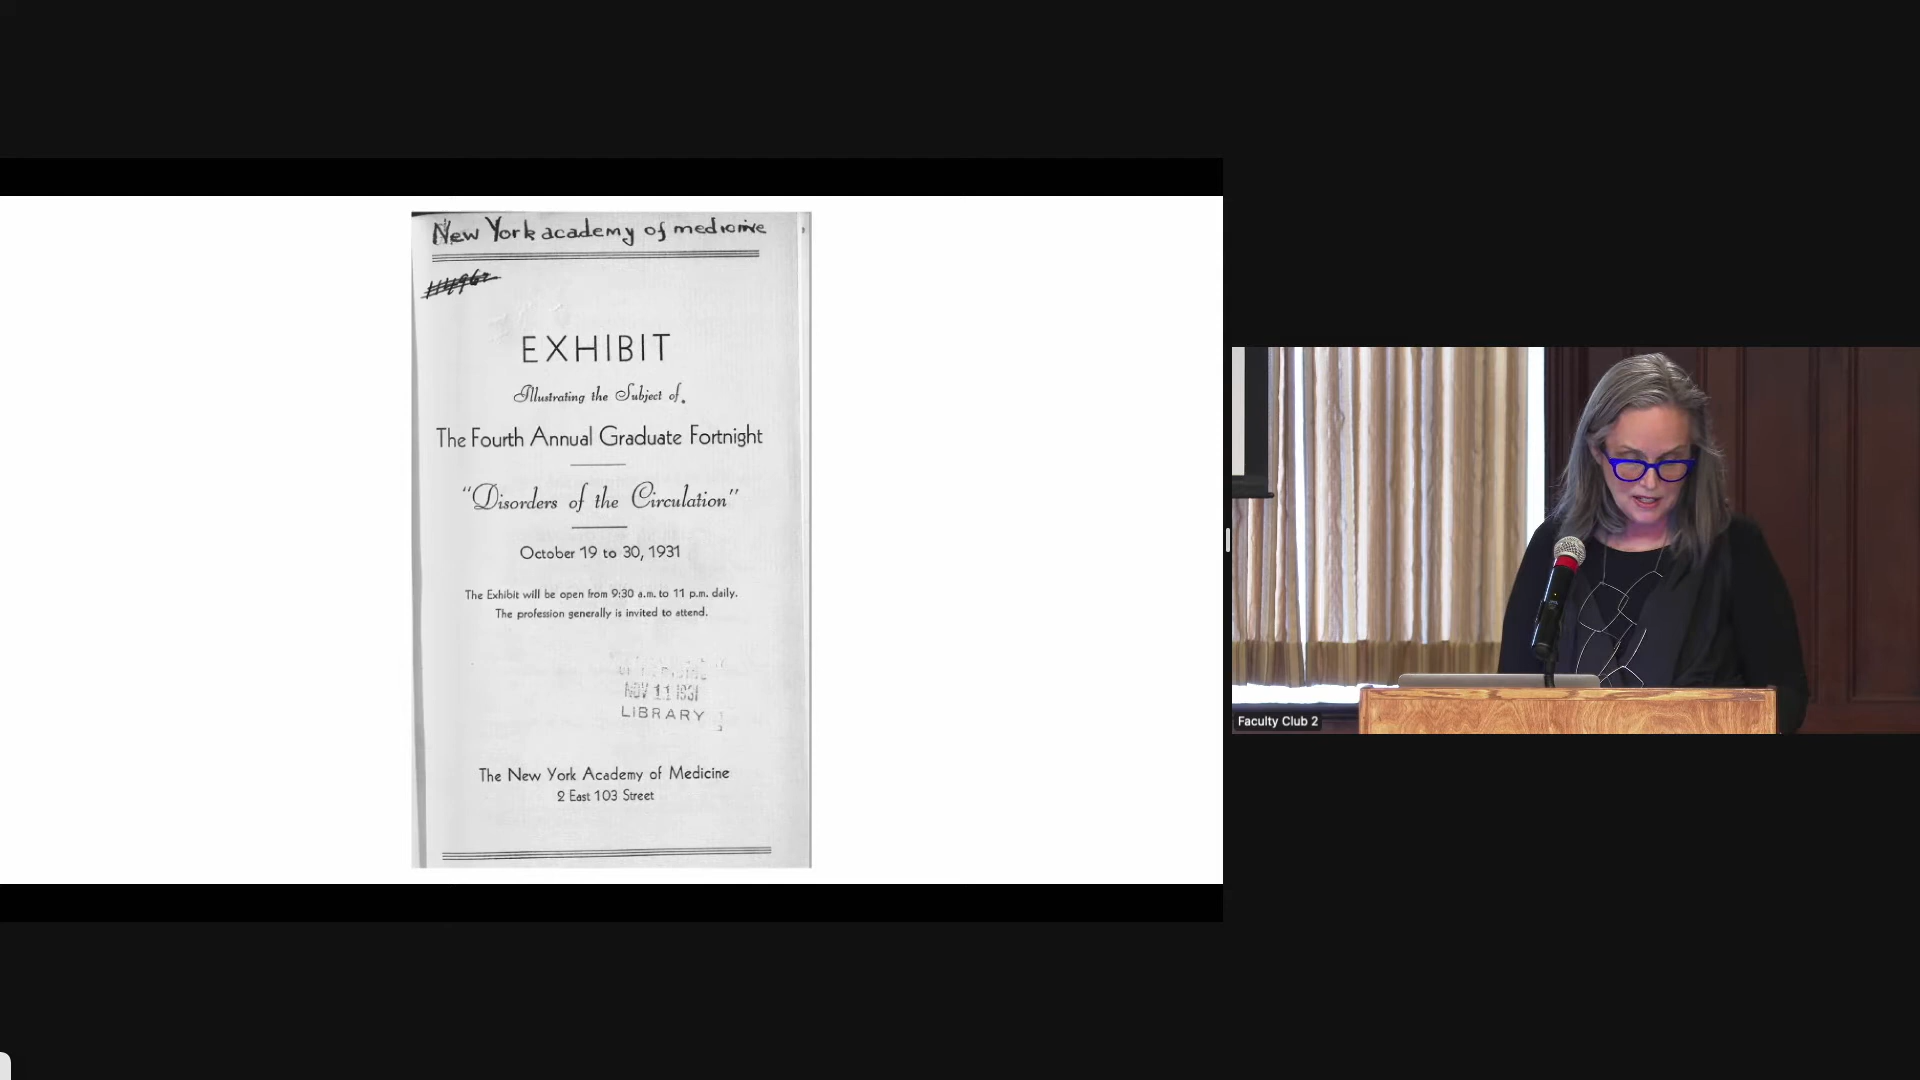 New York academy of medicine
EXHIBIT
Illustrating the Subject of
The Fourth Annual Graduate Fortnight
"Disorders of the Circulation"
October 19 to 30, 1931
The Exhibit will be open from 9:30 a.m. to 11 p.m. daily.
The profession generally is invited to attend.
NOV 11 1931
LIBRARY
The New York Academy of Medicine
2 East 103 Street
Faculty Club 2